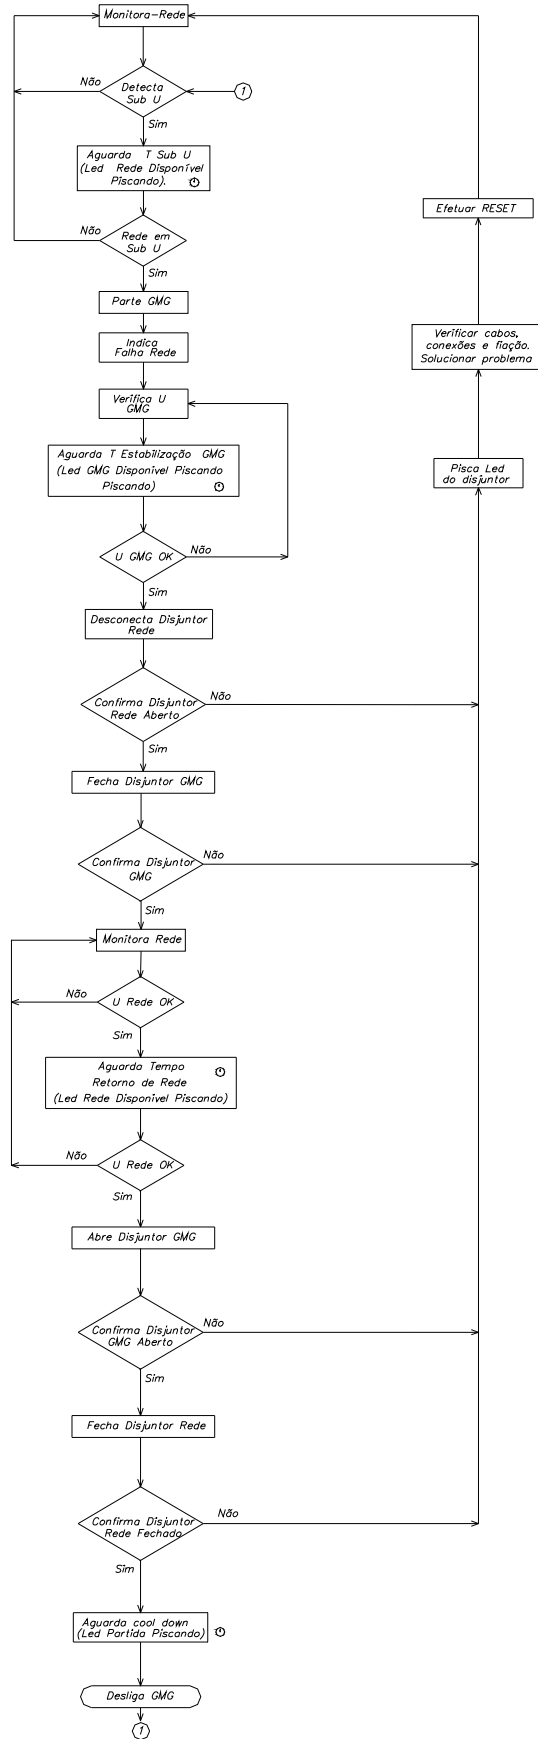 Monitora-Rede
Detecta
Sub U
Não
1
Sim
Aguarda T Sub U
(Led Rede Disponível
Piscando).
Rede em
Sub U
Não
Sim
Efetuar RESET
Parte GMG
Indica
Falha Rede
Verificar cabos,
conexões e fiação.
Solucionar problema
Verifica U
GMG
Aguarda T Estabilização GMG
(Led GMG Disponivel Piscando
Piscando)
Pisca Led
do disjuntor
U GMG OK
Não
Sim
Desconecta Disjuntor
Rede
Confirma Disjuntor
Rede Aberto
Não
Sim
Fecha Disjuntor GMG
Confirma Disjuntor
GMG
Não
Sim
Monitora Rede
Não
U Rede OK
Sim
Aguarda Tempo
Retorno de Rede
(Led Rede Disponivel Piscando)
Não
U Rede OK
Sim
Abre Disjuntor GMG
Confirma Disjuntor
GMG Aberto
Não
Sim
Fecha Disjuntor Rede
Confirma Disjuntor
Rede Fechado
Não
Sim
Aguarda cool down
(Led Partida Piscando)
Desliga GMG
1